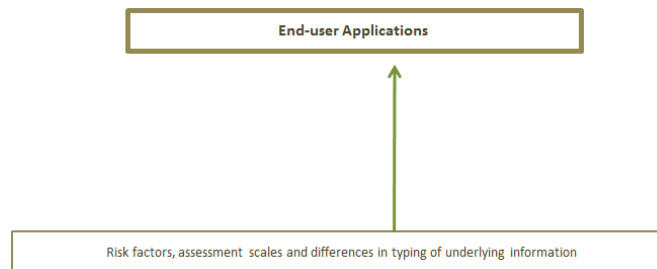 End-user Applications
Risk factors, assessment scales and differences in typing of underlying information